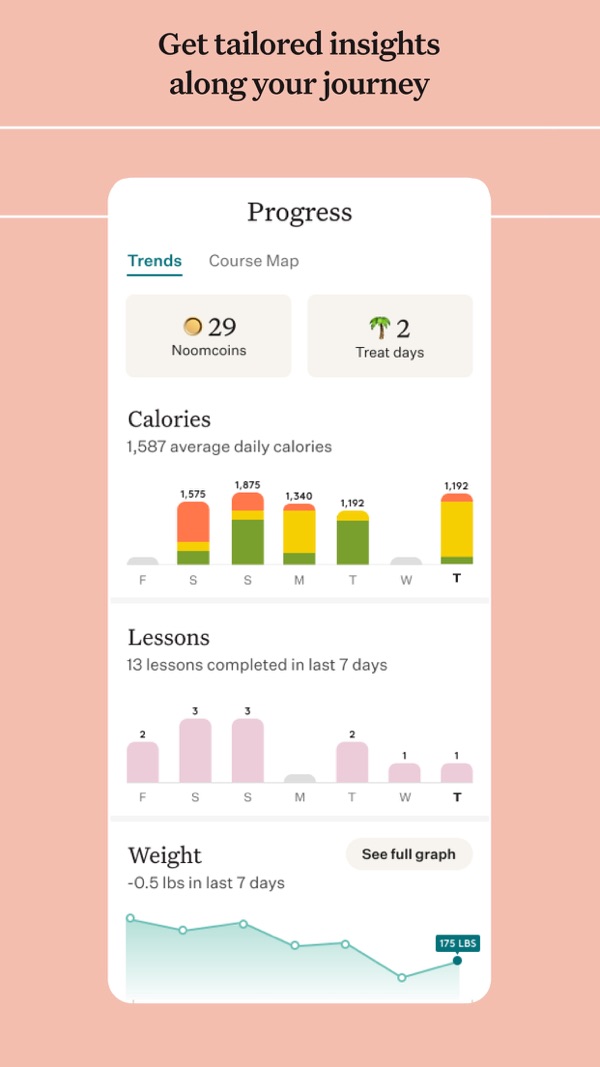 Get tailored insights
along your journey
Progress
Trends Course Map
29 2
Noomcoins Treat days
Calories
1,587 average daily calories
1,575 1,875 1,340 1,192 1,192
F S S M T W T
Lessons
13 lessons completed in last 7 days
2 3 3 2 1 1
F S S M T W T
Weight See full graph
-0.5 lbs in last 7 days
175 LBS